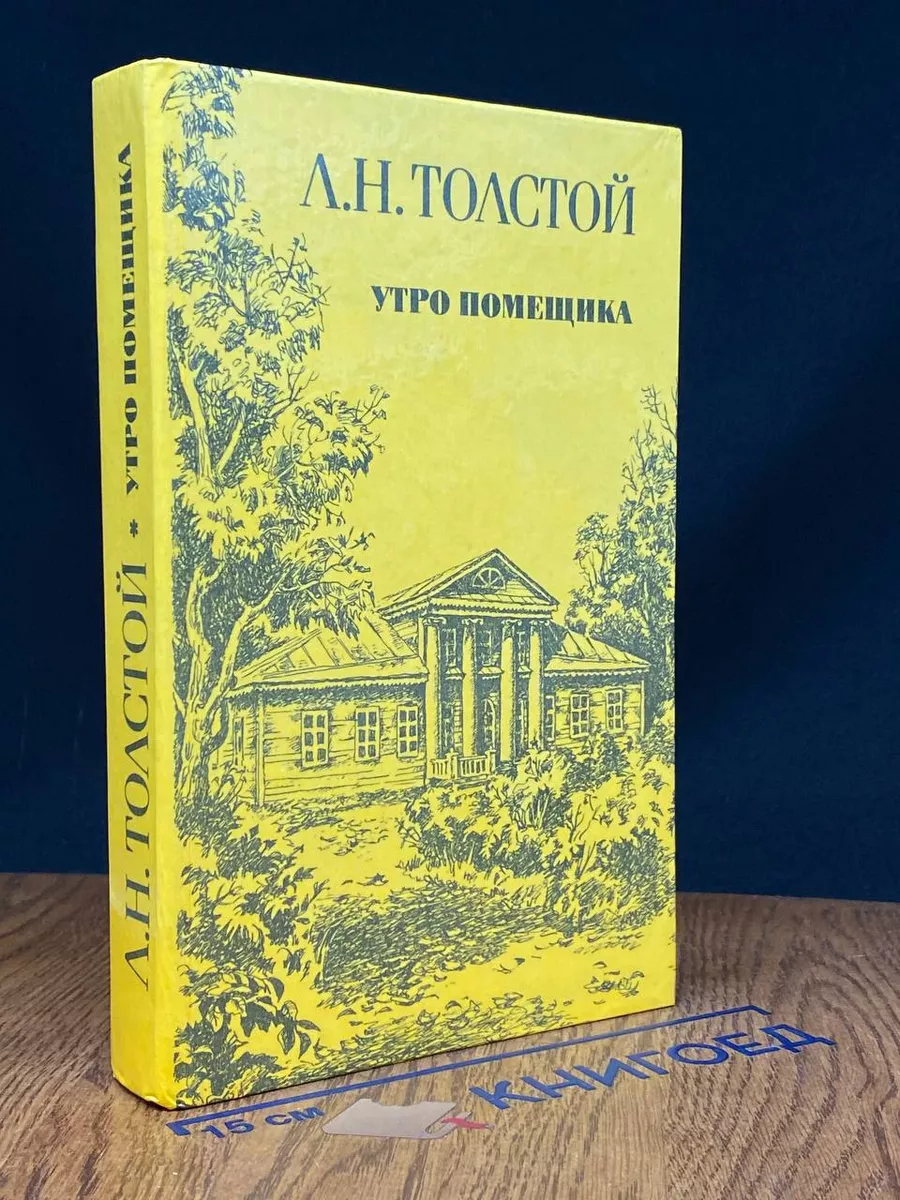 Л.Н.ТОЛСТОЙ
УТРО ПОМЕЩИКА
Л.Н.ТОЛСТОЙ * УТРО ПОМЕЩИКА
15 см
КНИГОЕД